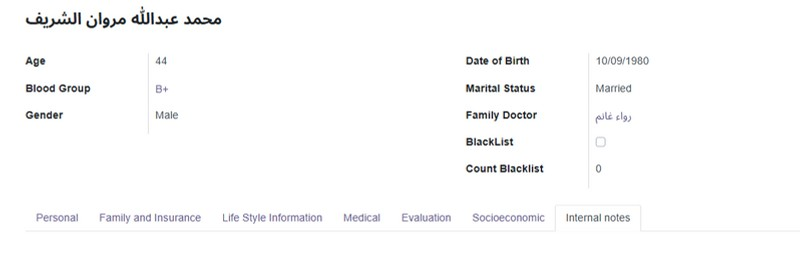 محمد عبدالله مروان الشريف
Age 44
Date of Birth 10/09/1980
Blood Group B+
Marital Status Married
Gender Male
Family Doctor رواء غانم
BlackList
Count Blacklist 0
Personal Family and Insurance Life Style Information Medical Evaluation Socioeconomic Internal notes